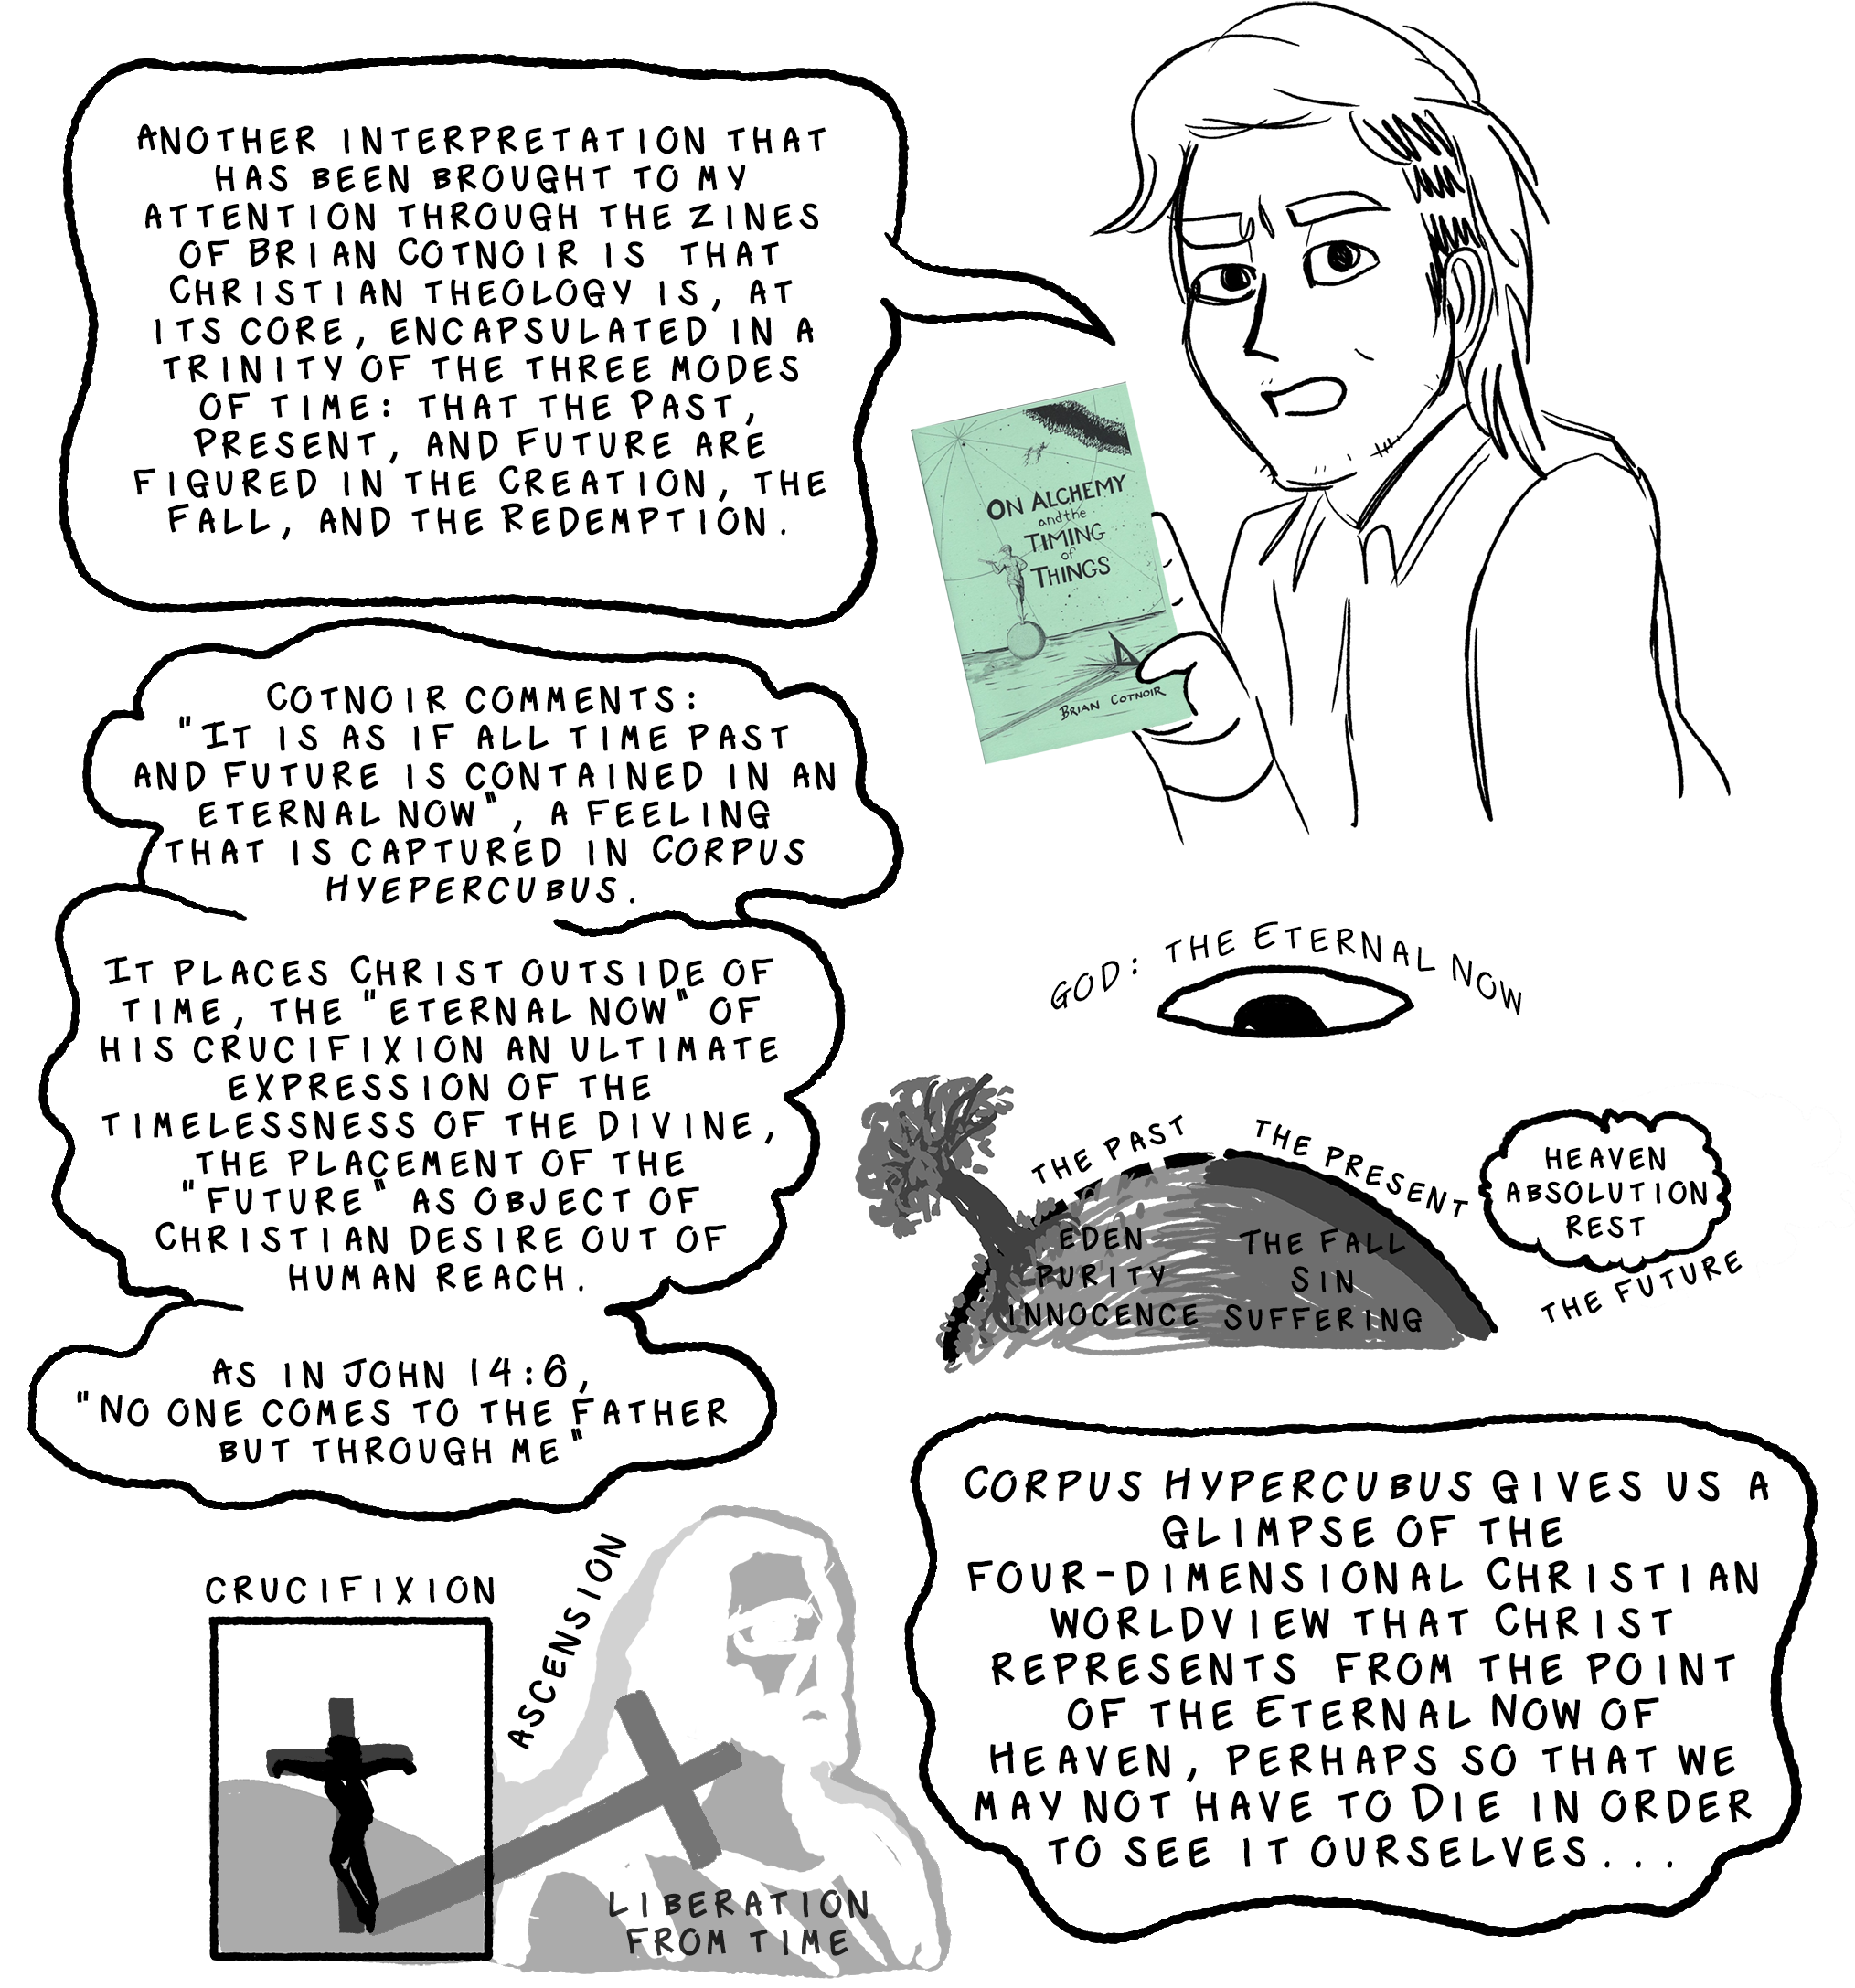 ANOTHER INTERPRETATION THAT
HAS BEEN BROUGHT TO MY
ATTENTION THROUGH THE ZINES
OF BRIAN COTNOIR IS THAT
CHRISTIAN THEOLOGY IS, AT
ITS CORE, ENCAPSULATED IN A
TRINITY OF THE THREE MODES
OF TIME: THAT THE PAST,
PRESENT, AND FUTURE ARE
FIGURED IN THE CREATION, THE
FALL, AND THE REDEMPTION.
ON ALCHEMY
and the
TIMING
of
THINGS
BRIAN COTNOIR
COTNOIR COMMENTS:
"IT IS AS IF ALL TIME PAST
AND FUTURE IS CONTAINED IN AN
ETERNAL NOW", A FEELING
THAT IS CAPTURED IN CORPUS
HYEPERCUBUS.
IT PLACES CHRIST OUTSIDE OF
TIME, THE "ETERNAL NOW" OF
HIS CRUCIFIXION AN ULTIMATE
EXPRESSION OF THE
TIMELESSNESS OF THE DIVINE,
THE PLACEMENT OF THE
"FUTURE" AS OBJECT OF
CHRISTIAN DESIRE OUT OF
HUMAN REACH.
AS IN JOHN 14:6,
"NO ONE COMES TO THE FATHER
BUT THROUGH ME"
GOD: THE ETERNAL NOW
THE PAST
EDEN
PURITY
INNOCENCE
THE PRESENT
THE FALL
SIN
SUFFERING
HEAVEN
ABSOLUTION
REST
THE FUTURE
CRUCIFIXION
ASCENSION
LIBERATION
FROM TIME
CORPUS HYPERCUBUS GIVES US A
GLIMPSE OF THE
FOUR-DIMENSIONAL CHRISTIAN
WORLDVIEW THAT CHRIST
REPRESENTS FROM THE POINT
OF THE ETERNAL NOW OF
HEAVEN, PERHAPS SO THAT WE
MAY NOT HAVE TO DIE IN ORDER
TO SEE IT OURSELVES...